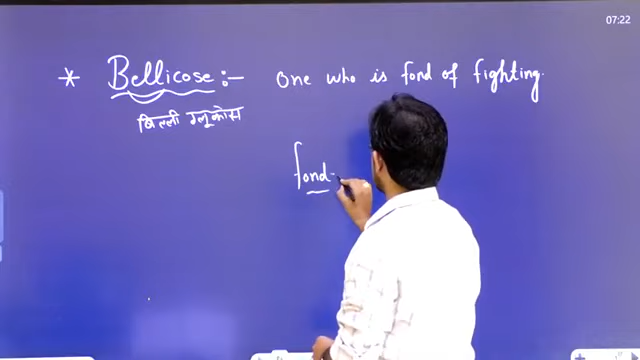 07:22
* Bellicose :- One who is fond of fighting.
बिल्ली ग्लूकोस
fond-